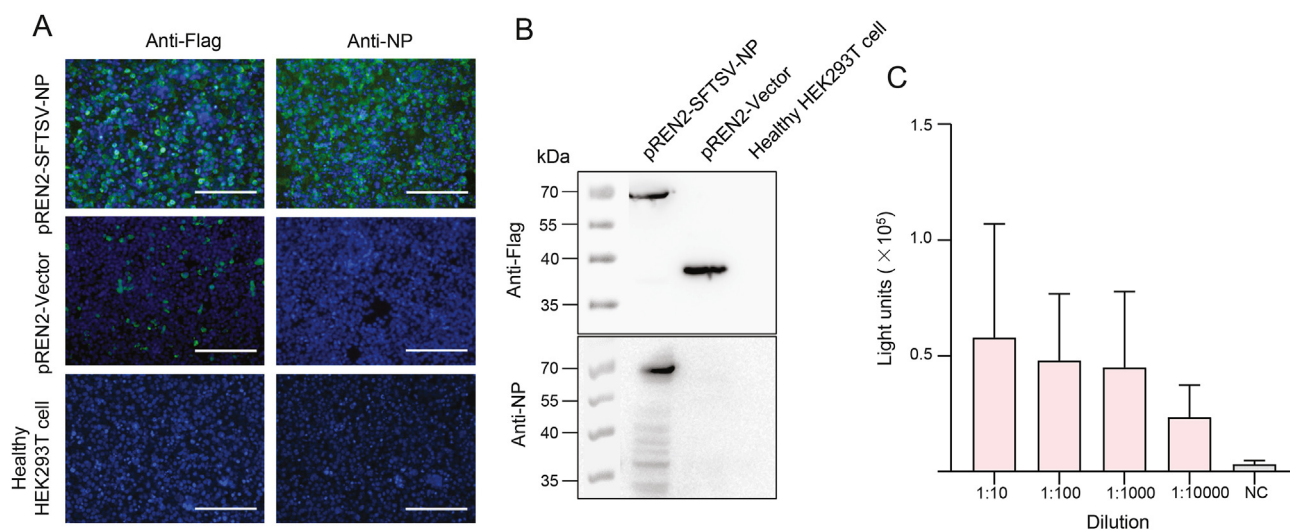 A
Anti-Flag
Anti-NP
pREN2-SFTSV-NP
pREN2-Vector
Healthy
HEK293T cell
B
pREN2-SFTSV-NP
pREN2-Vector
Healthy HEK293T cell
kDa
Anti-Flag
70
55
40
35
Anti-NP
70
55
40
35
C
Light units ( ×10⁵)
1.5
1.0
0.5
1:10
1:100
1:1000
1:10000
NC
Dilution